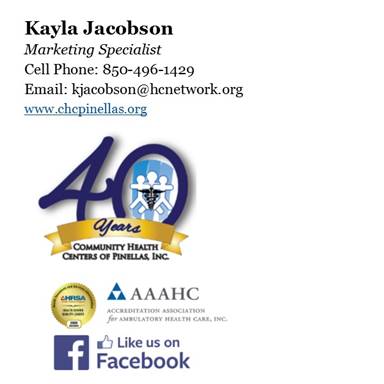 Kayla Jacobson
Marketing Specialist
Cell Phone: 850-496-1429
Email: kjacobson@hcnetwork.org
www.chcpinellas.org
40
Years
COMMUNITY HEALTH
CENTERS OF PINELLAS, INC.
HRSA
AAAHC
ACCREDITATION ASSOCIATION
for AMBULATORY HEALTH CARE, INC.
Like us on
Facebook